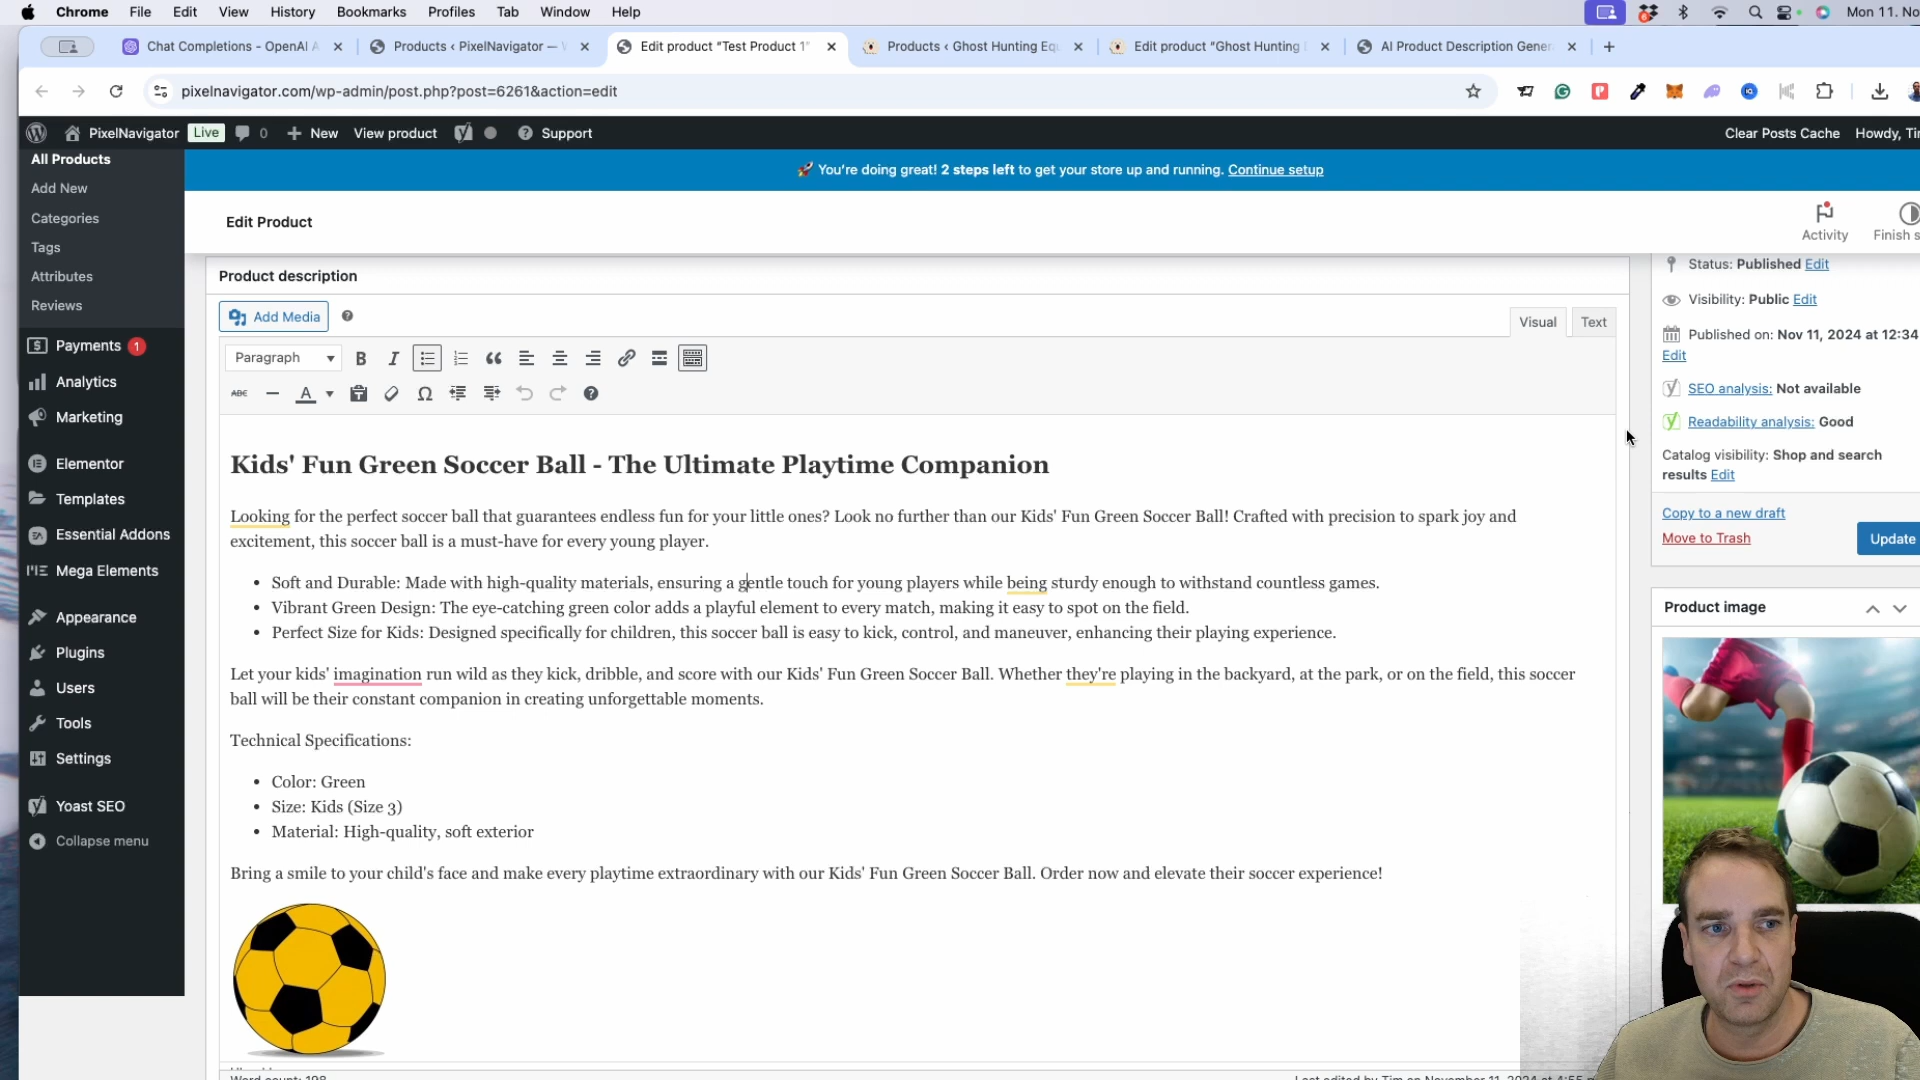 Chrome File Edit View History Bookmarks Profiles Tab Window Help Mon 11. No
Chat Completions - OpenAI A Products ‹ PixelNavigator — Edit product "Test Product 1" Products ‹ Ghost Hunting Eq Edit product "Ghost Hunting AI Product Description Gener
pixelnavigator.com/wp-admin/post.php?post=6261&action=edit
PixelNavigator Live 0 New View product Support Clear Posts Cache Howdy, Ti
All Products
Add New
Categories
Tags
Attributes
Reviews
Payments 1
Analytics
Marketing
Elementor
Templates
Essential Addons
Mega Elements
Appearance
Plugins
Users
Tools
Settings
Yoast SEO
Collapse menu
🚀 You're doing great! 2 steps left to get your store up and running. Continue setup
Edit Product
Activity Finish s
Product description
Add Media
Visual Text
Paragraph
Kids' Fun Green Soccer Ball - The Ultimate Playtime Companion
Looking for the perfect soccer ball that guarantees endless fun for your little ones? Look no further than our Kids' Fun Green Soccer Ball! Crafted with precision to spark joy and
excitement, this soccer ball is a must-have for every young player.
• Soft and Durable: Made with high-quality materials, ensuring a gentle touch for young players while being sturdy enough to withstand countless games.
• Vibrant Green Design: The eye-catching green color adds a playful element to every match, making it easy to spot on the field.
• Perfect Size for Kids: Designed specifically for children, this soccer ball is easy to kick, control, and maneuver, enhancing their playing experience.
Let your kids' imagination run wild as they kick, dribble, and score with our Kids' Fun Green Soccer Ball. Whether they're playing in the backyard, at the park, or on the field, this soccer
ball will be their constant companion in creating unforgettable moments.
Technical Specifications:
• Color: Green
• Size: Kids (Size 3)
• Material: High-quality, soft exterior
Bring a smile to your child's face and make every playtime extraordinary with our Kids' Fun Green Soccer Ball. Order now and elevate their soccer experience!
Word count: 198 Last edited by Tim on November 11, 2024 at 4:55
Status: Published Edit
Visibility: Public Edit
Published on: Nov 11, 2024 at 12:34
Edit
SEO analysis: Not available
Readability analysis: Good
Catalog visibility: Shop and search
results Edit
Copy to a new draft
Move to Trash
Update
Product image